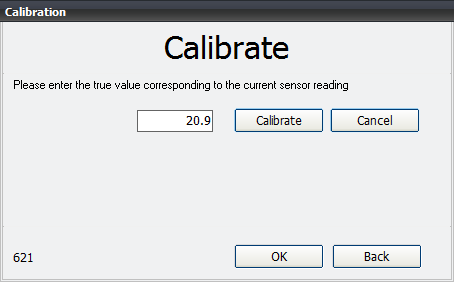 Calibration
Calibrate
Please enter the true value corresponding to the current sensor reading
20.9 Calibrate Cancel
621 OK Back